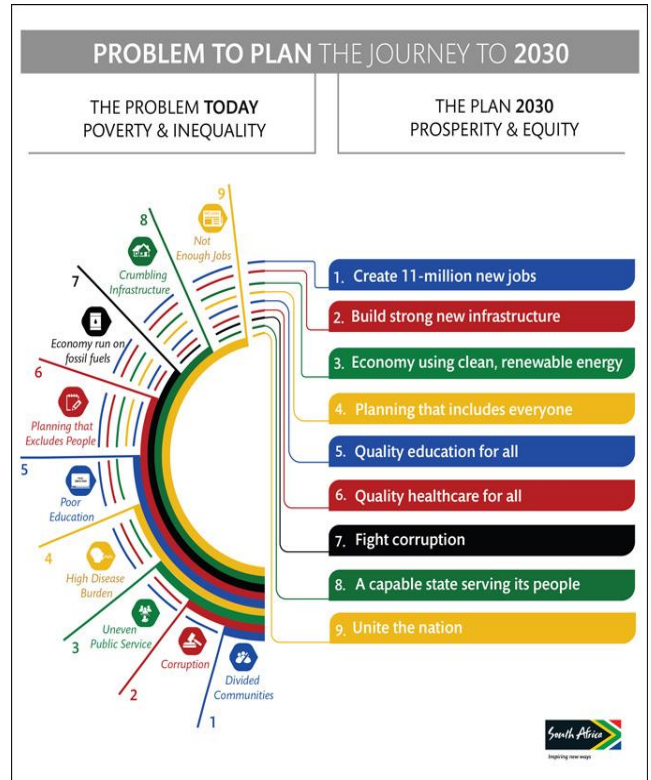 PROBLEM TO PLAN THE JOURNEY TO 2030
THE PROBLEM TODAY
POVERTY & INEQUALITY
THE PLAN 2030
PROSPERITY & EQUITY
9
Not
Enough Jobs
8
Crumbling
Infrastructure
7
Economy run on
fossil fuels
6
Planning that
Excludes People
5
Poor
Education
4
High Disease
Burden
3
Uneven
Public Service
2
Corruption
1
Divided
Communities
1. Create 11-million new jobs
2. Build strong new infrastructure
3. Economy using clean, renewable energy
4. Planning that includes everyone
5. Quality education for all
6. Quality healthcare for all
7. Fight corruption
8. A capable state serving its people
9. Unite the nation
South Africa
Inspiring new ways